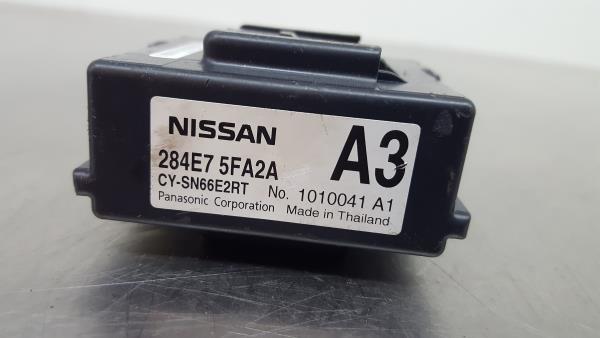 NISSAN
284E7 5FA2A
A3
CY-SN66E2RT No. 1010041 A1
Panasonic Corporation Made in Thailand